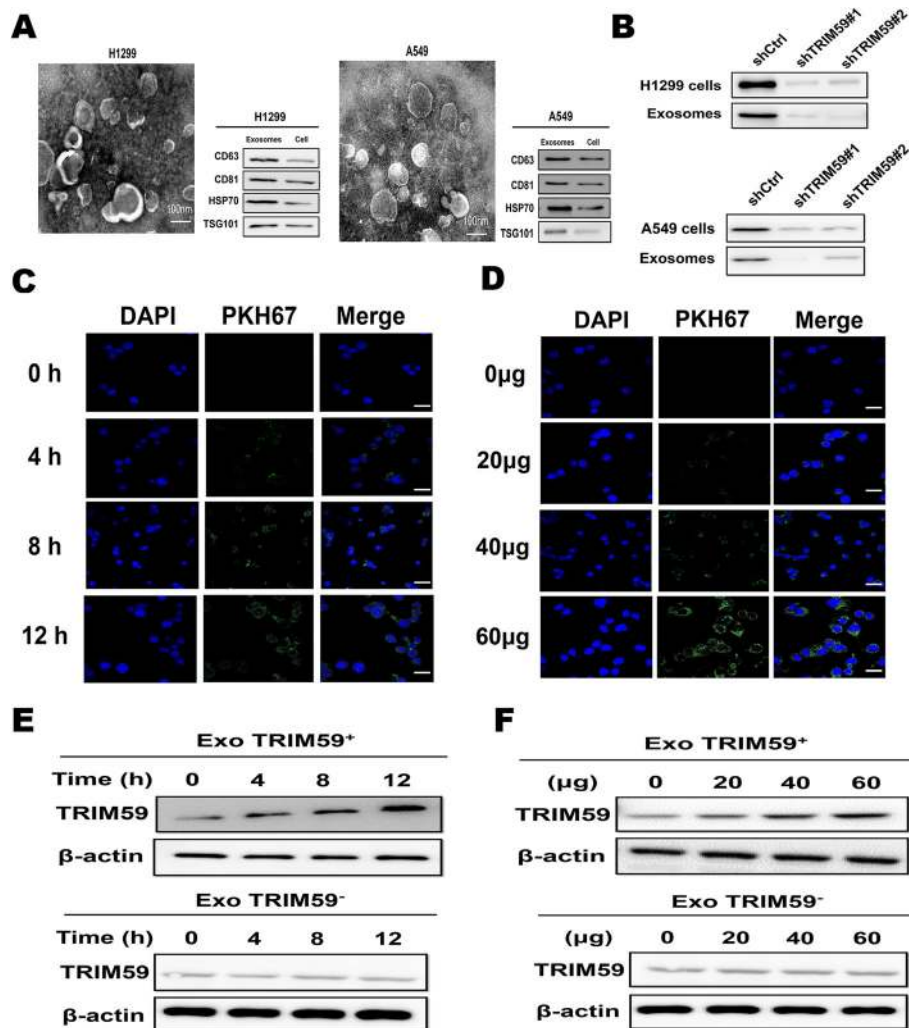 A
H1299
100nm
H1299
Exosomes Cell
CD63
CD81
HSP70
TSG101
A549
100nm
A549
Exosomes Cell
CD63
CD81
HSP70
TSG101
B
shCtrl shTRIM59#1 shTRIM59#2
H1299 cells
Exosomes
shCtrl shTRIM59#1 shTRIM59#2
A549 cells
Exosomes
C
DAPI PKH67 Merge
0 h
4 h
8 h
12 h
D
DAPI PKH67 Merge
0μg
20μg
40μg
60μg
E
Exo TRIM59⁺
Time (h) 0 4 8 12
TRIM59
β-actin
Exo TRIM59⁻
Time (h) 0 4 8 12
TRIM59
β-actin
F
Exo TRIM59⁺
(μg) 0 20 40 60
TRIM59
β-actin
Exo TRIM59⁻
(μg) 0 20 40 60
TRIM59
β-actin